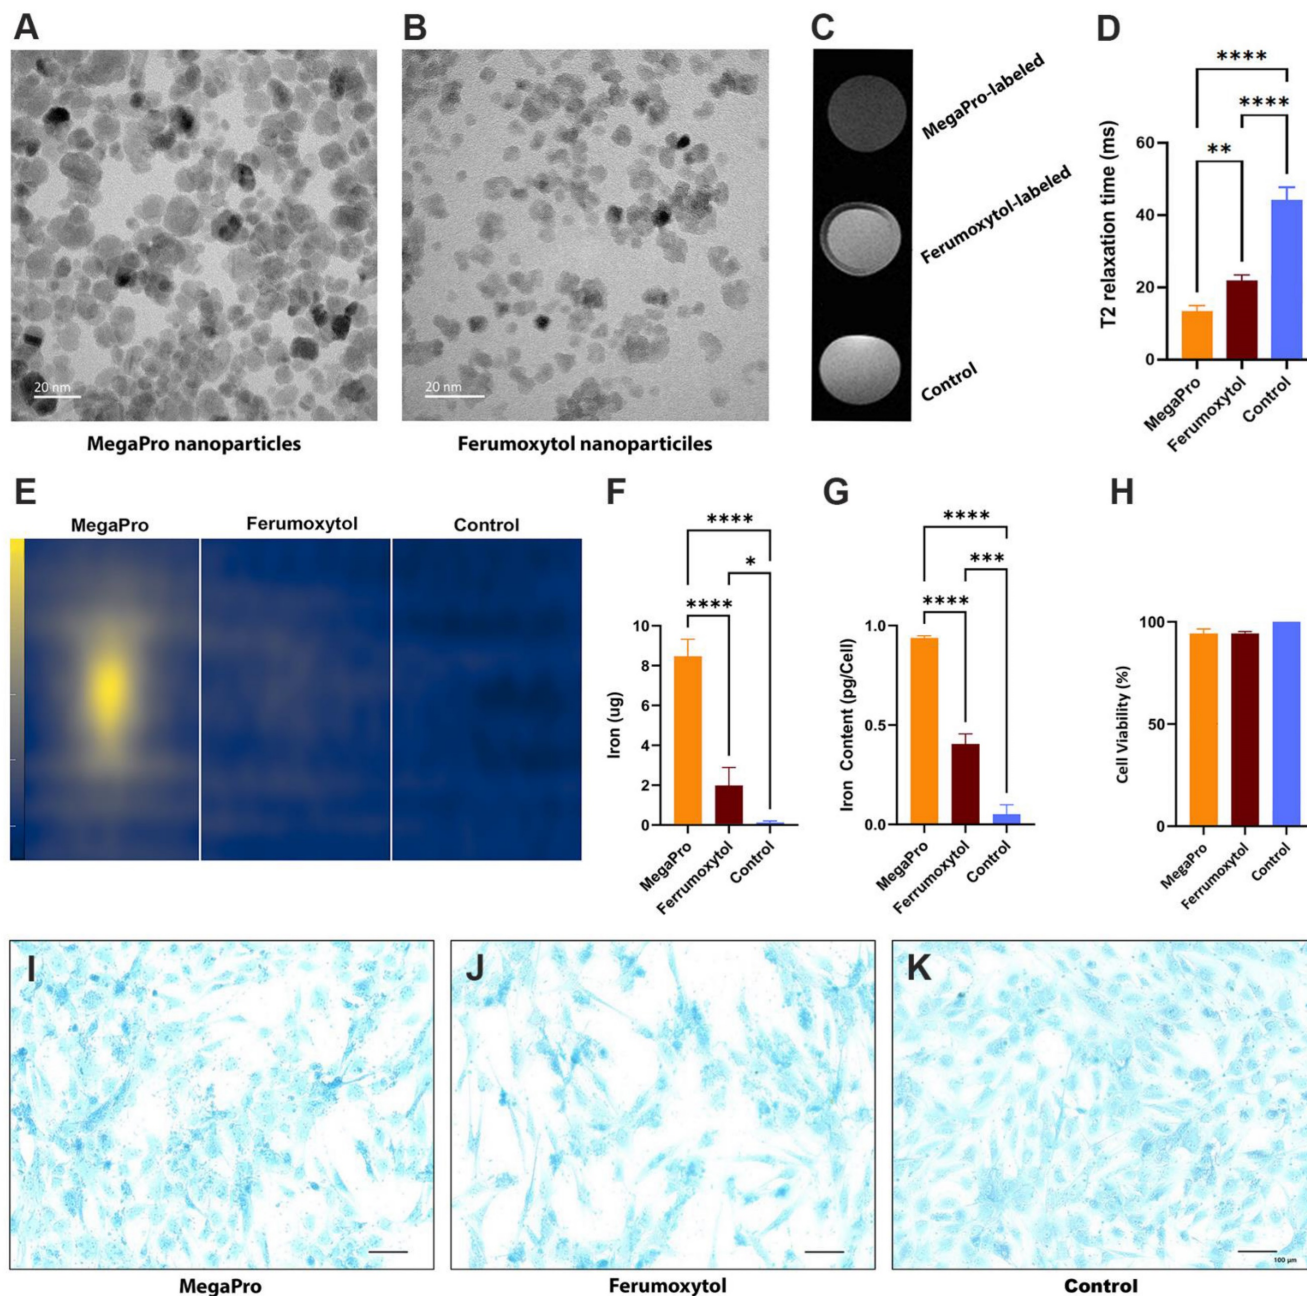 A
B
C
D
20 nm
20 nm
MegaPro nanoparticles
Ferumoxytol nanoparticiles
MegaPro-labeled
Ferumoxytol-labeled
Control
T2 relaxation time (ms)
60
40
20
0
****
****
**
MegaPro
Ferumoxytol
Control
E
MegaPro
Ferumoxytol
Control
F
****
*
****
Iron (ug)
10
8
6
4
2
0
MegaPro
Ferrumoxytol
Control
G
****
***
****
Iron Content (pg/Cell)
1.0
0.5
0.0
MegaPro
Ferrumoxytol
Control
H
Cell Viability (%)
100
50
0
MegaPro
Ferrumoxytol
Control
I
J
K
100 μm
MegaPro
Ferumoxytol
Control